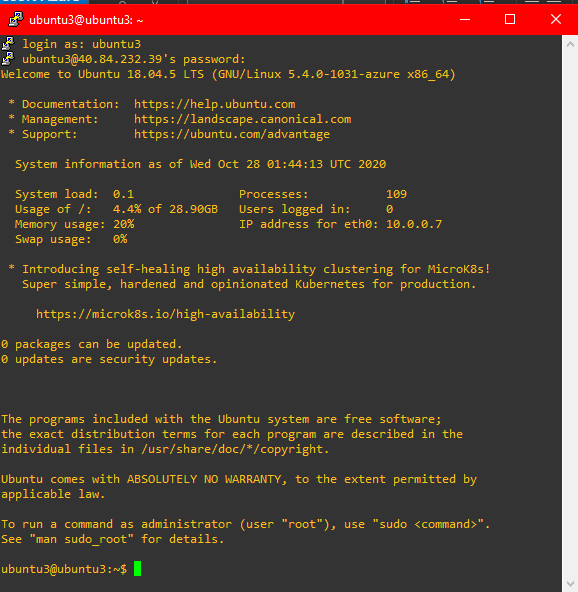 ubuntu3@ubuntu3: ~
login as: ubuntu3
ubuntu3@40.84.232.39's password:
Welcome to Ubuntu 18.04.5 LTS (GNU/Linux 5.4.0-1031-azure x86_64)
* Documentation:  https://help.ubuntu.com
* Management:     https://landscape.canonical.com
* Support:        https://ubuntu.com/advantage
System information as of Wed Oct 28 01:44:13 UTC 2020
System load:  0.1               Processes:           109
Usage of /:   4.4% of 28.90GB   Users logged in:     0
Memory usage: 20%               IP address for eth0: 10.0.0.7
Swap usage:   0%
* Introducing self-healing high availability clustering for MicroK8s!
Super simple, hardened and opinionated Kubernetes for production.
https://microk8s.io/high-availability
0 packages can be updated.
0 updates are security updates.
The programs included with the Ubuntu system are free software;
the exact distribution terms for each program are described in the
individual files in /usr/share/doc/*/copyright.
Ubuntu comes with ABSOLUTELY NO WARRANTY, to the extent permitted by
applicable law.
To run a command as administrator (user "root"), use "sudo <command>".
See "man sudo_root" for details.
ubuntu3@ubuntu3:~$